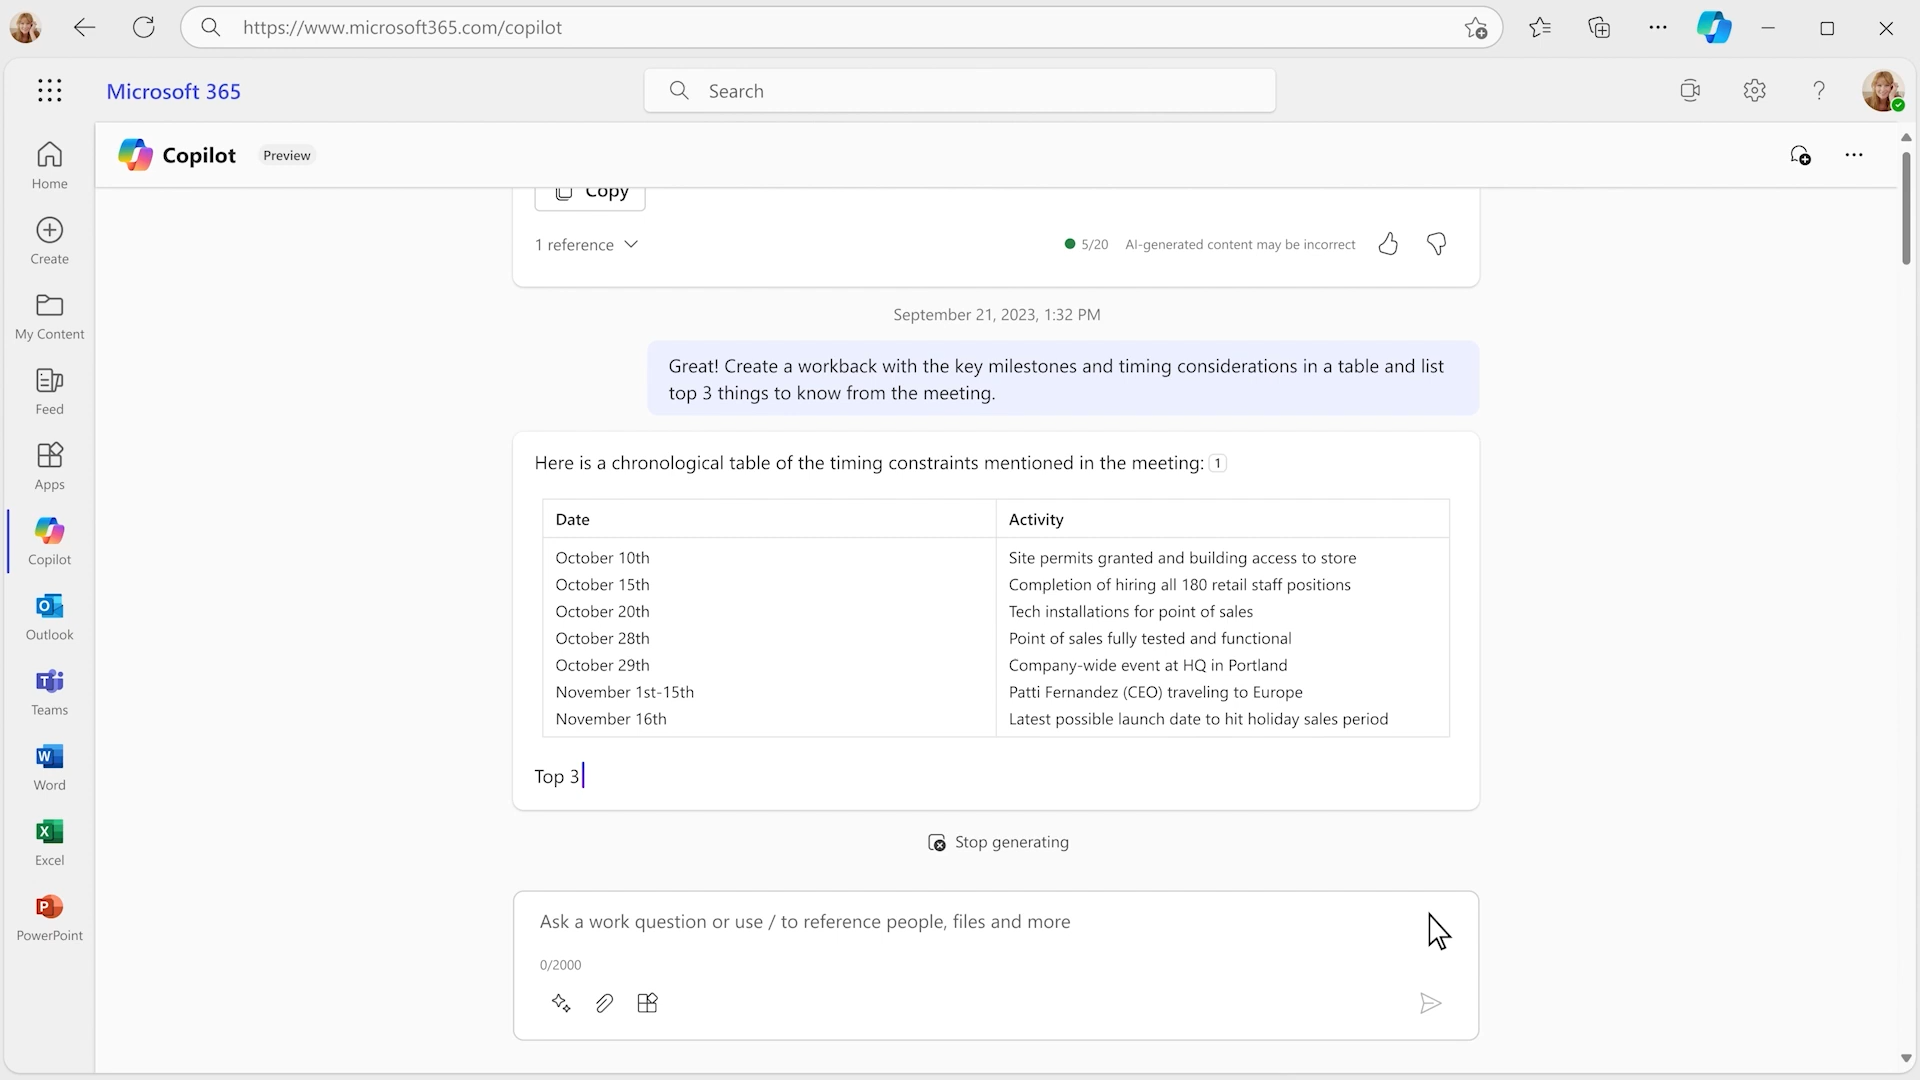 https://www.microsoft365.com/copilot
Microsoft 365
Search
Home
Create
My Content
Feed
Apps
Copilot
Outlook
Teams
Word
Excel
PowerPoint
Copilot
Preview
Copy
1 reference
5/20
AI-generated content may be incorrect
September 21, 2023, 1:32 PM
Great! Create a workback with the key milestones and timing considerations in a table and list
top 3 things to know from the meeting.
Here is a chronological table of the timing constraints mentioned in the meeting: 1
Date Activity
October 10th Site permits granted and building access to store
October 15th Completion of hiring all 180 retail staff positions
October 20th Tech installations for point of sales
October 28th Point of sales fully tested and functional
October 29th Company-wide event at HQ in Portland
November 1st-15th Patti Fernandez (CEO) traveling to Europe
November 16th Latest possible launch date to hit holiday sales period
Top 3
Stop generating
Ask a work question or use / to reference people, files and more
0/2000